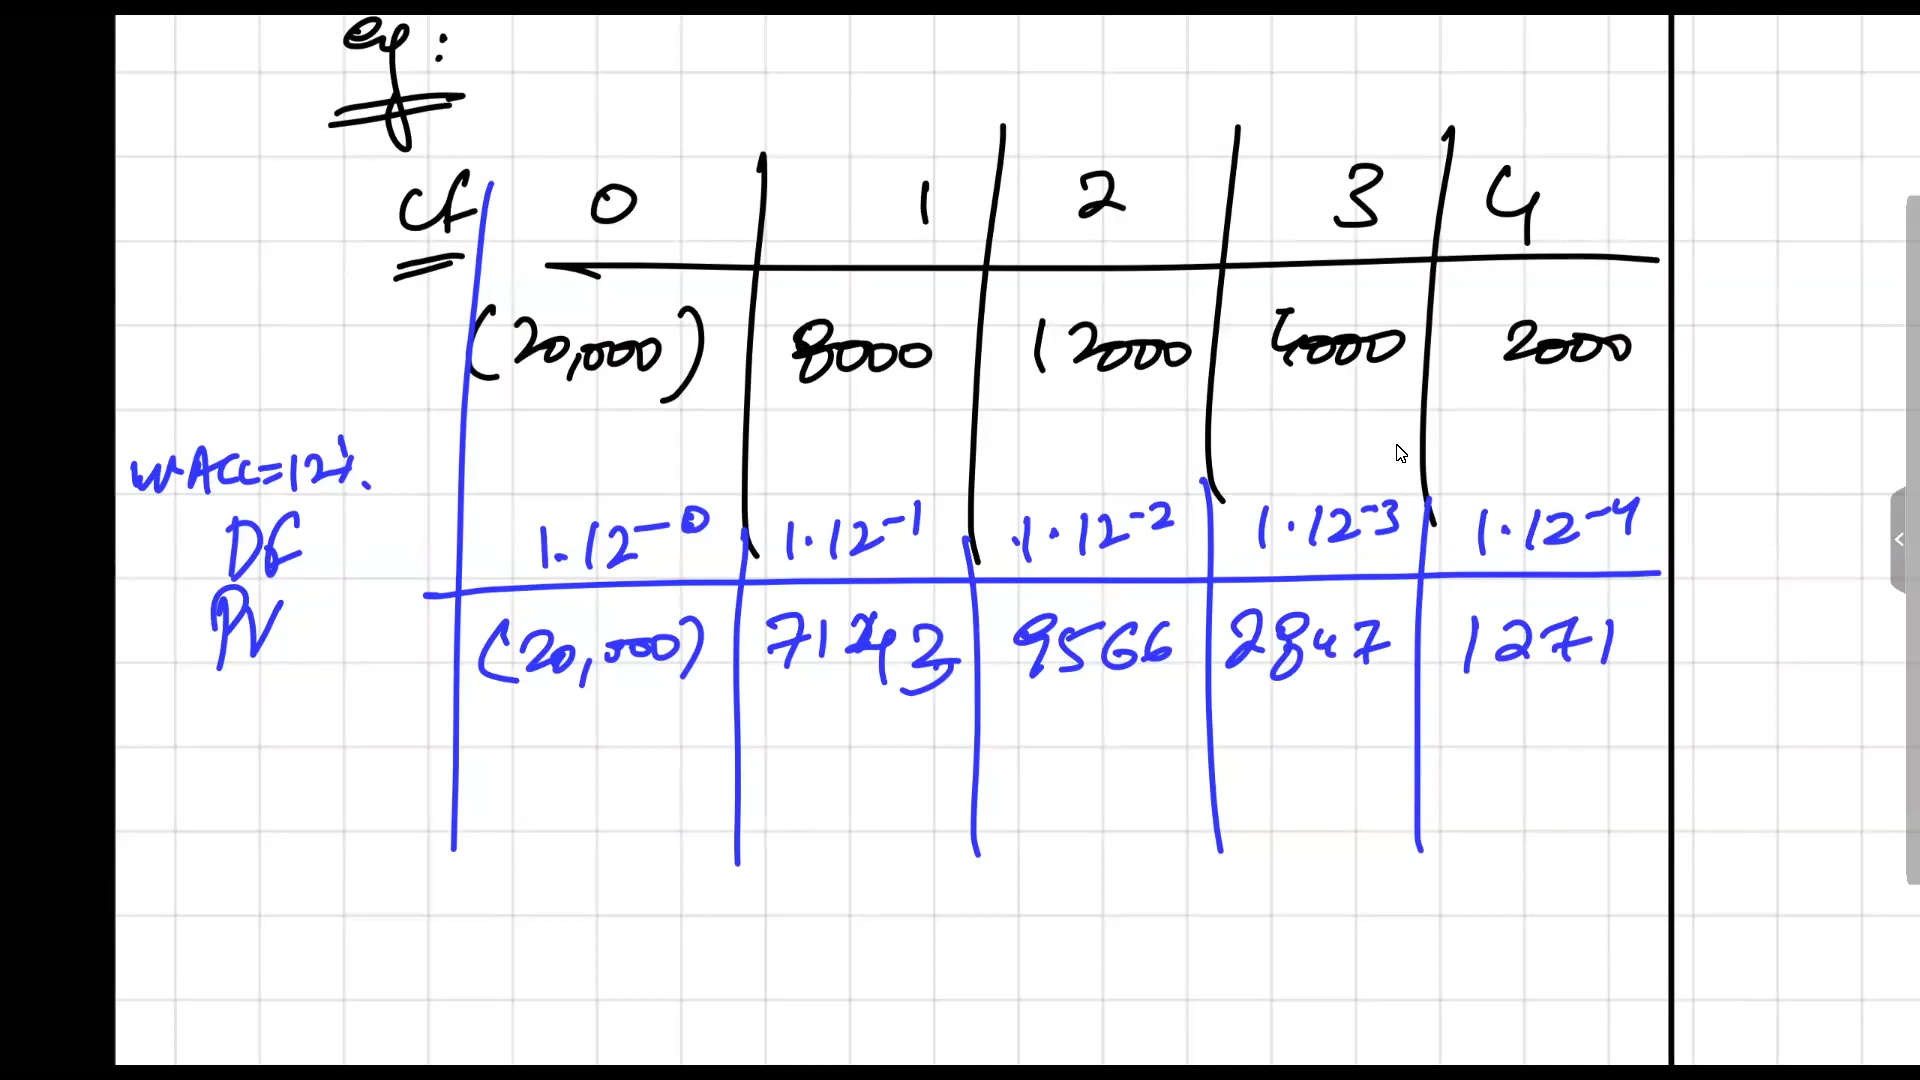 eg:
CF 0 1 2 3 4
(20,000) 8000 12000 4000 2000
WACC=12%.
DF 1.12-0 1.12-1 1.12-2 1.12-3 1.12-4
PV (20,000) 7143 9566 2847 1271